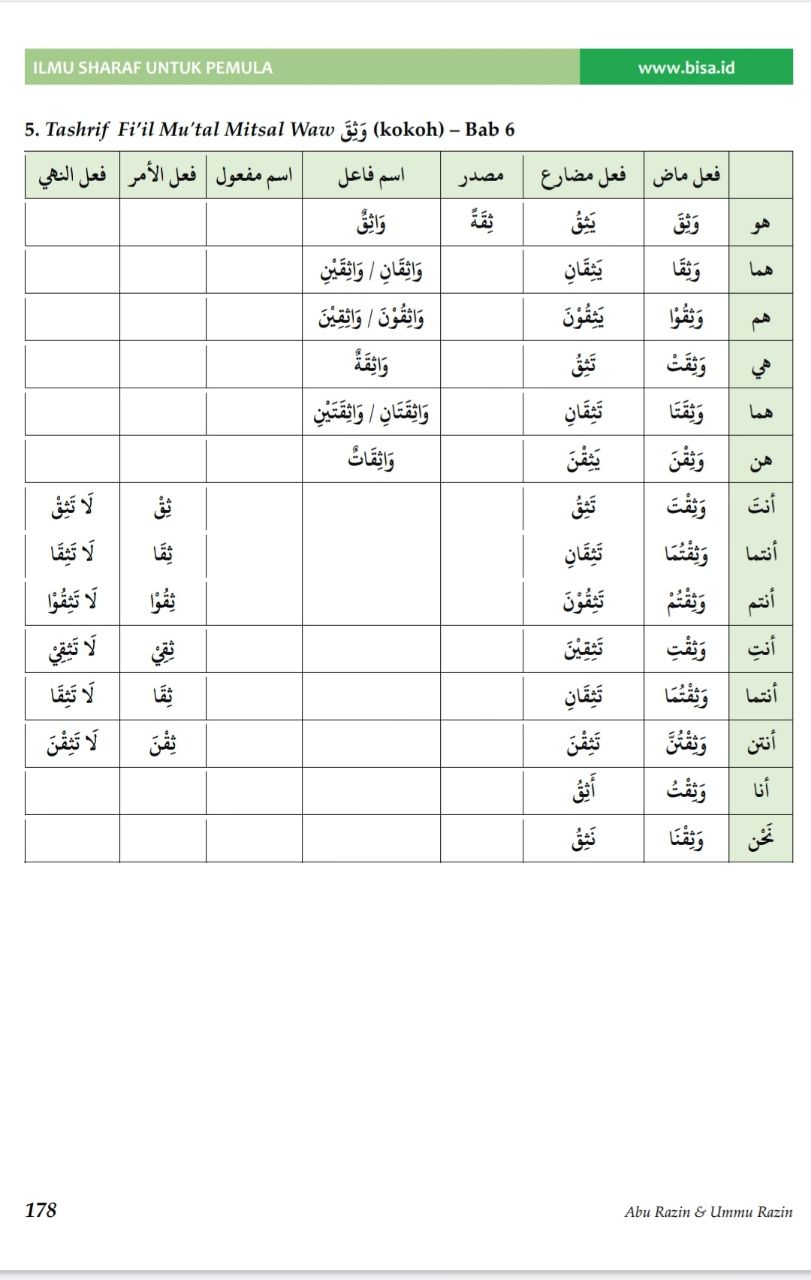 ILMU SHARAF UNTUK PEMULA www.bisa.id
5. Tashrif Fi'il Mu'tal Mitsal Waw وَثِقَ (kokoh) – Bab 6
فعل ماض فعل مضارع مصدر اسم فاعل اسم مفعول فعل الأمر فعل النهي
هو وَثِقَ يَثِقُ ثِقَةً وَاثِقٌ
هما وَثِقَا يَثِقَانِ وَاثِقَانِ / وَاثِقَيْنِ
هم وَثِقُوْا يَثِقُوْنَ وَاثِقُوْنَ / وَاثِقِيْنَ
هي وَثِقَتْ تَثِقُ وَاثِقَةٌ
هما وَثِقَتَا تَثِقَانِ وَاثِقَتَانِ / وَاثِقَتَيْنِ
هن وَثِقْنَ يَثِقْنَ وَاثِقَاتٌ
أنتَ وَثِقْتَ تَثِقُ ثِقْ لَا تَثِقْ
أنتما وَثِقْتُمَا تَثِقَانِ ثِقَا لَا تَثِقَا
أنتم وَثِقْتُمْ تَثِقُوْنَ ثِقُوْا لَا تَثِقُوْا
أنتِ وَثِقْتِ تَثِقِيْنَ ثِقِيْ لَا تَثِقِيْ
أنتما وَثِقْتُمَا تَثِقَانِ ثِقَا لَا تَثِقَا
أنتن وَثِقْتُنَّ تَثِقْنَ ثِقْنَ لَا تَثِقْنَ
أنا وَثِقْتُ أَثِقُ
نَحْن وَثِقْنَا نَثِقُ
178 Abu Razin & Ummu Razin